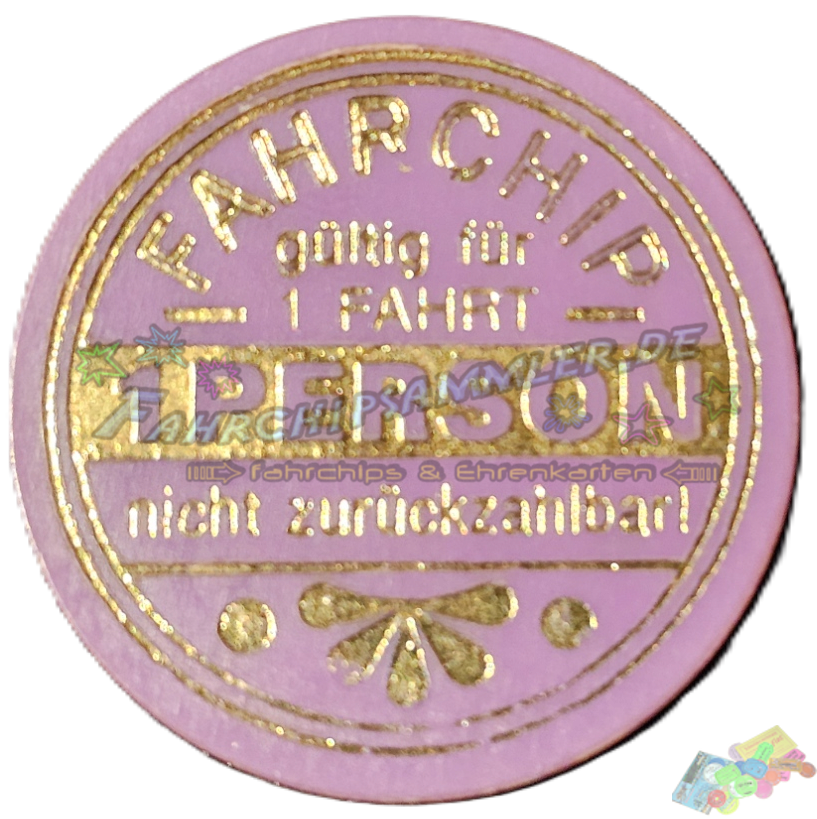 FAHRCHIP
gültig für
1 FAHRT
1 PERSON
FAHRCHIPSAMMLER.DE
fahrchips & Ehrenkarten
nicht zurückzahlbar!